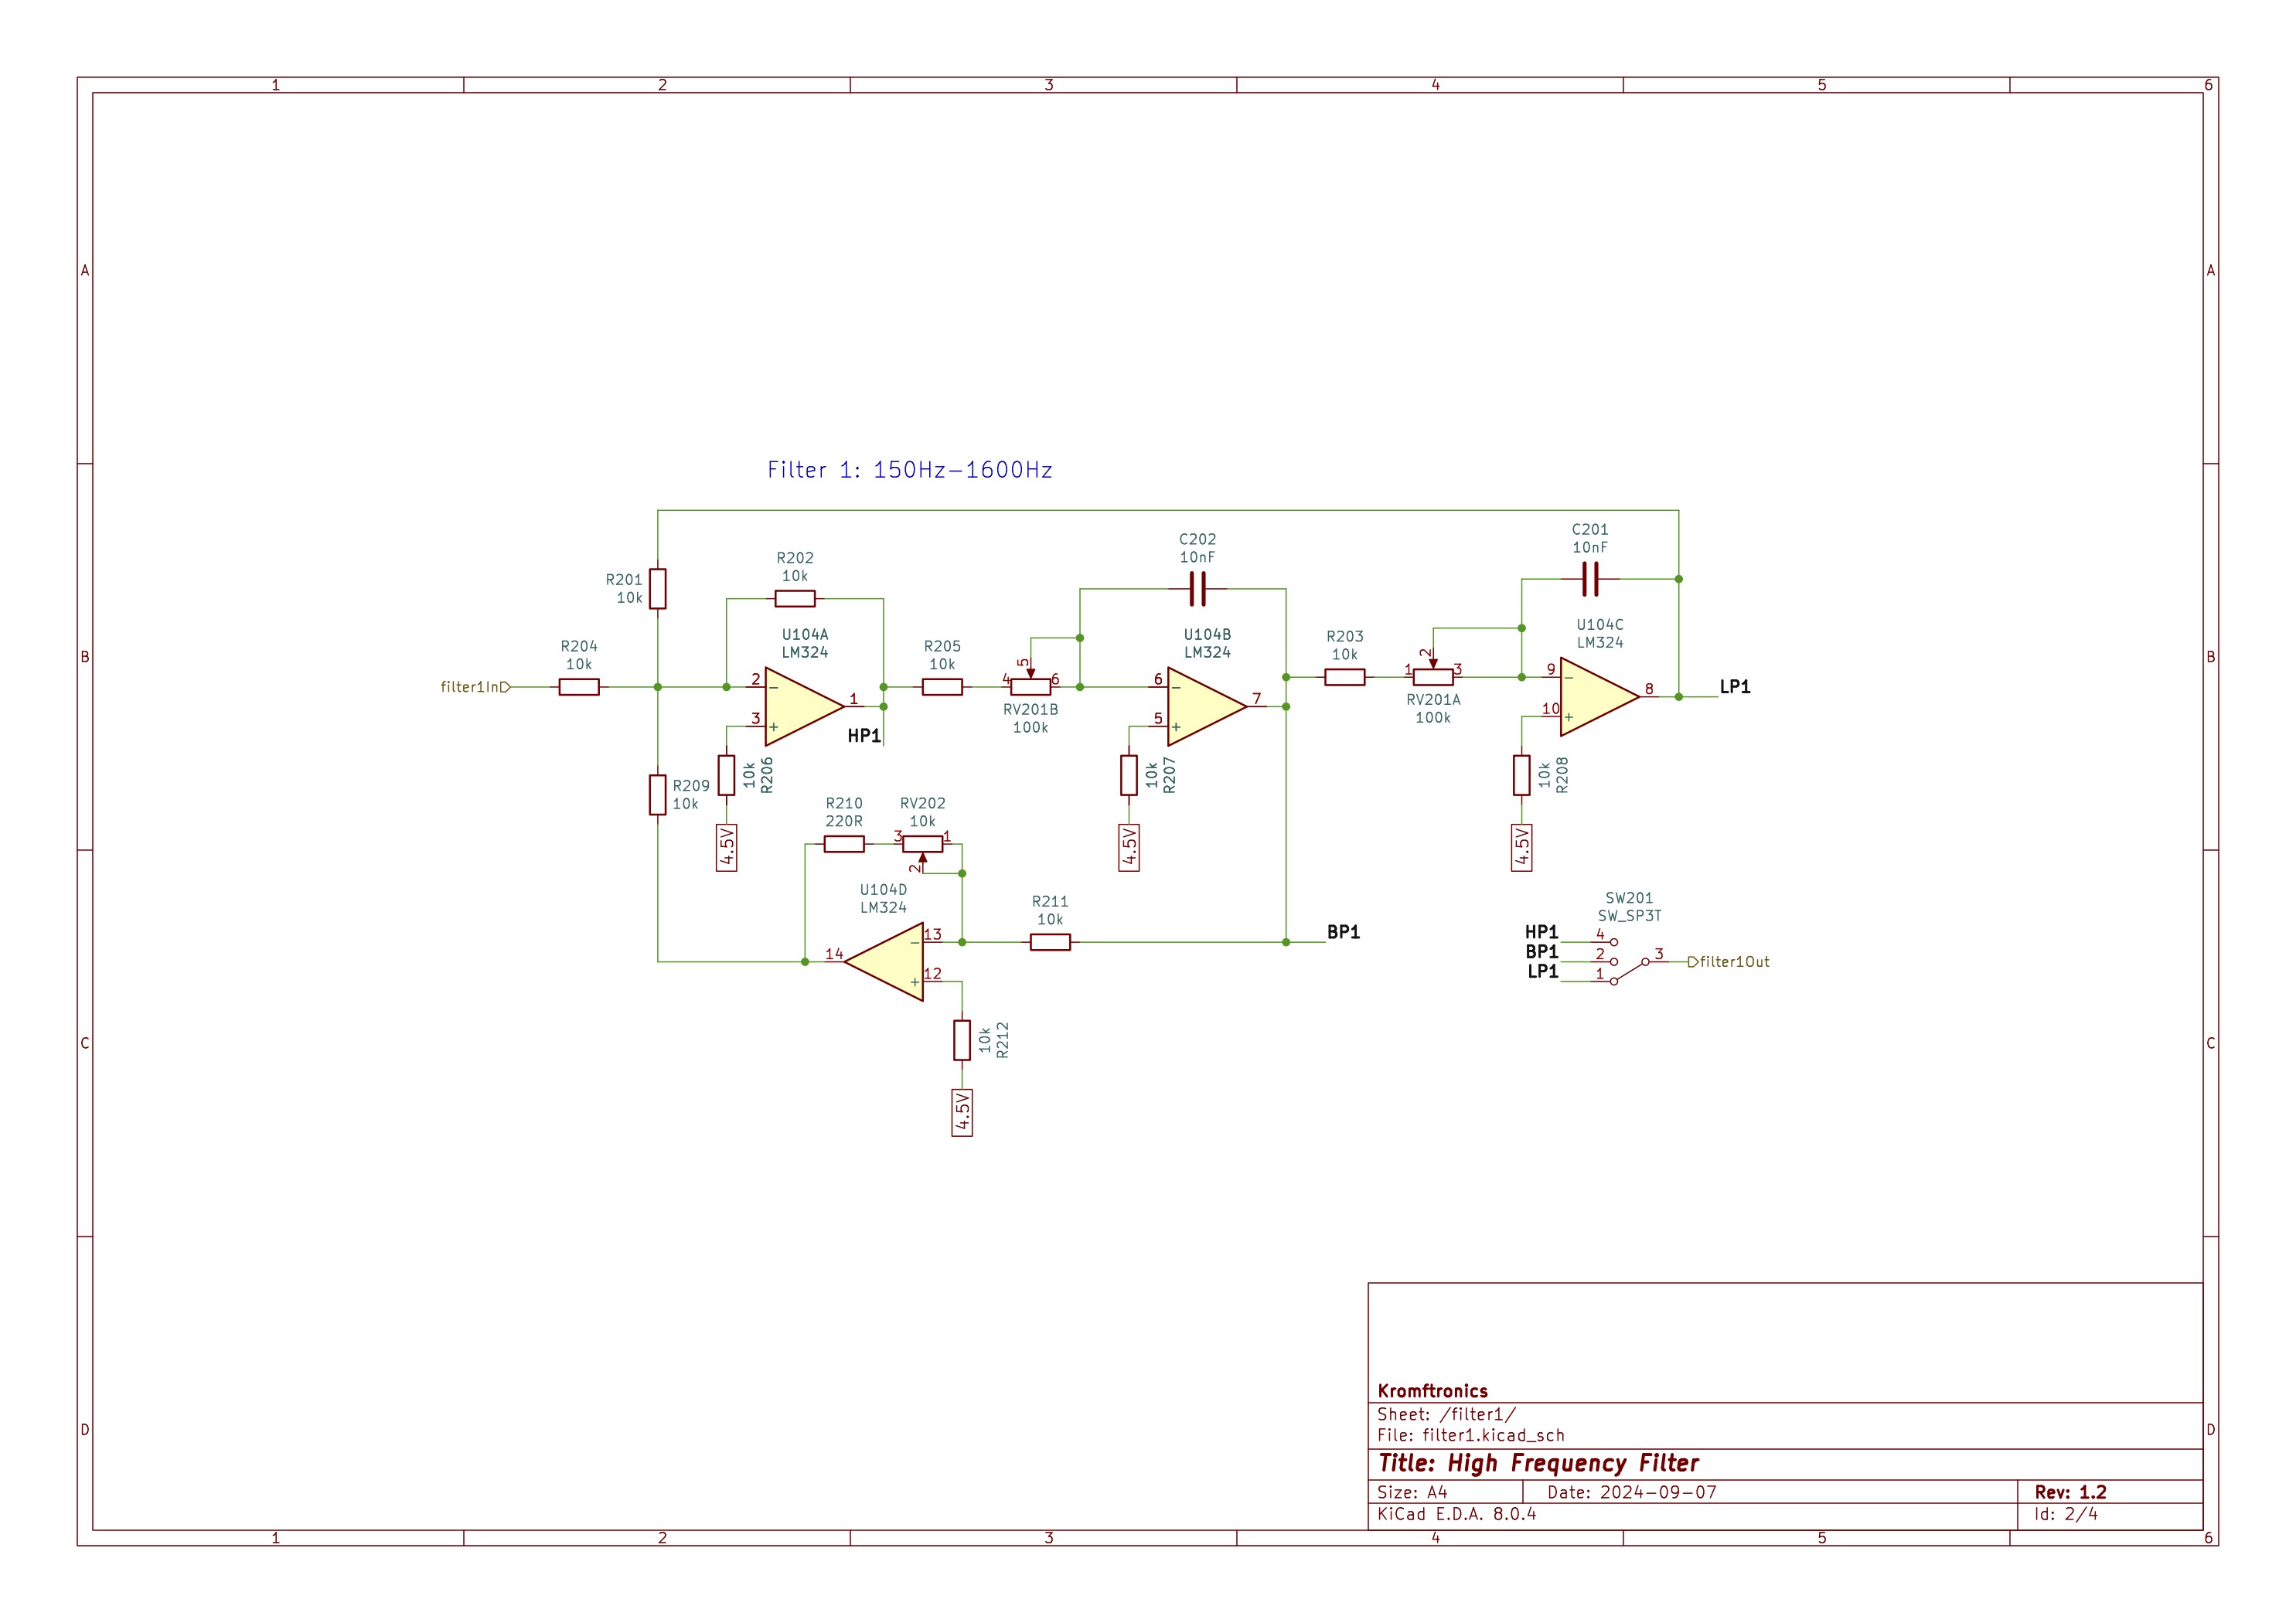 1 2 3 4 5 6
A A
Filter 1: 150Hz-1600Hz
C201
10nF
C202
10nF
R202
10k
R201
10k
U104A
LM324
U104B
LM324
U104C
LM324
R204
10k
R205
10k
R203
10k
B B
filter1In
2
3
1
4
5
6
RV201B
100k
6
5
7
1
2
3
RV201A
100k
9
10
8
LP1
HP1
R209
10k
10k
R206
10k
R207
10k
R208
4.5V
4.5V
4.5V
R210
220R
RV202
10k
3
1
2
U104D
LM324
13
12
14
R211
10k
BP1
SW201
SW_SP3T
HP1 4
BP1 2
LP1 1
3 filter1Out
10k
R212
4.5V
C C
Kromftronics
Sheet: /filter1/
File: filter1.kicad_sch
Title: High Frequency Filter
Size: A4 Date: 2024-09-07 Rev: 1.2
KiCad E.D.A. 8.0.4 Id: 2/4
D D
1 2 3 4 5 6